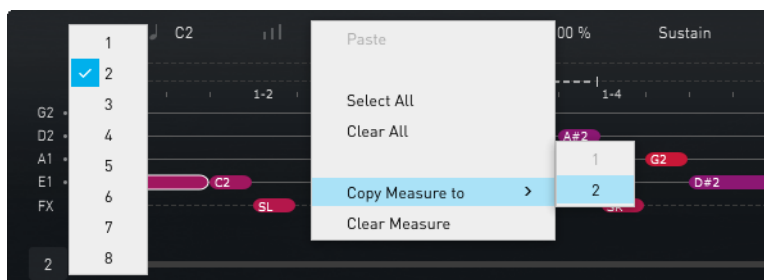 1
2
3
4
5
6
7
8
C2
Paste
Select All
Clear All
Copy Measure to
Clear Measure
00 %
Sustain
1-2
1-4
G2
D2
A1
E1
FX
C2
SL
A#2
G2
D#2
1
2
2